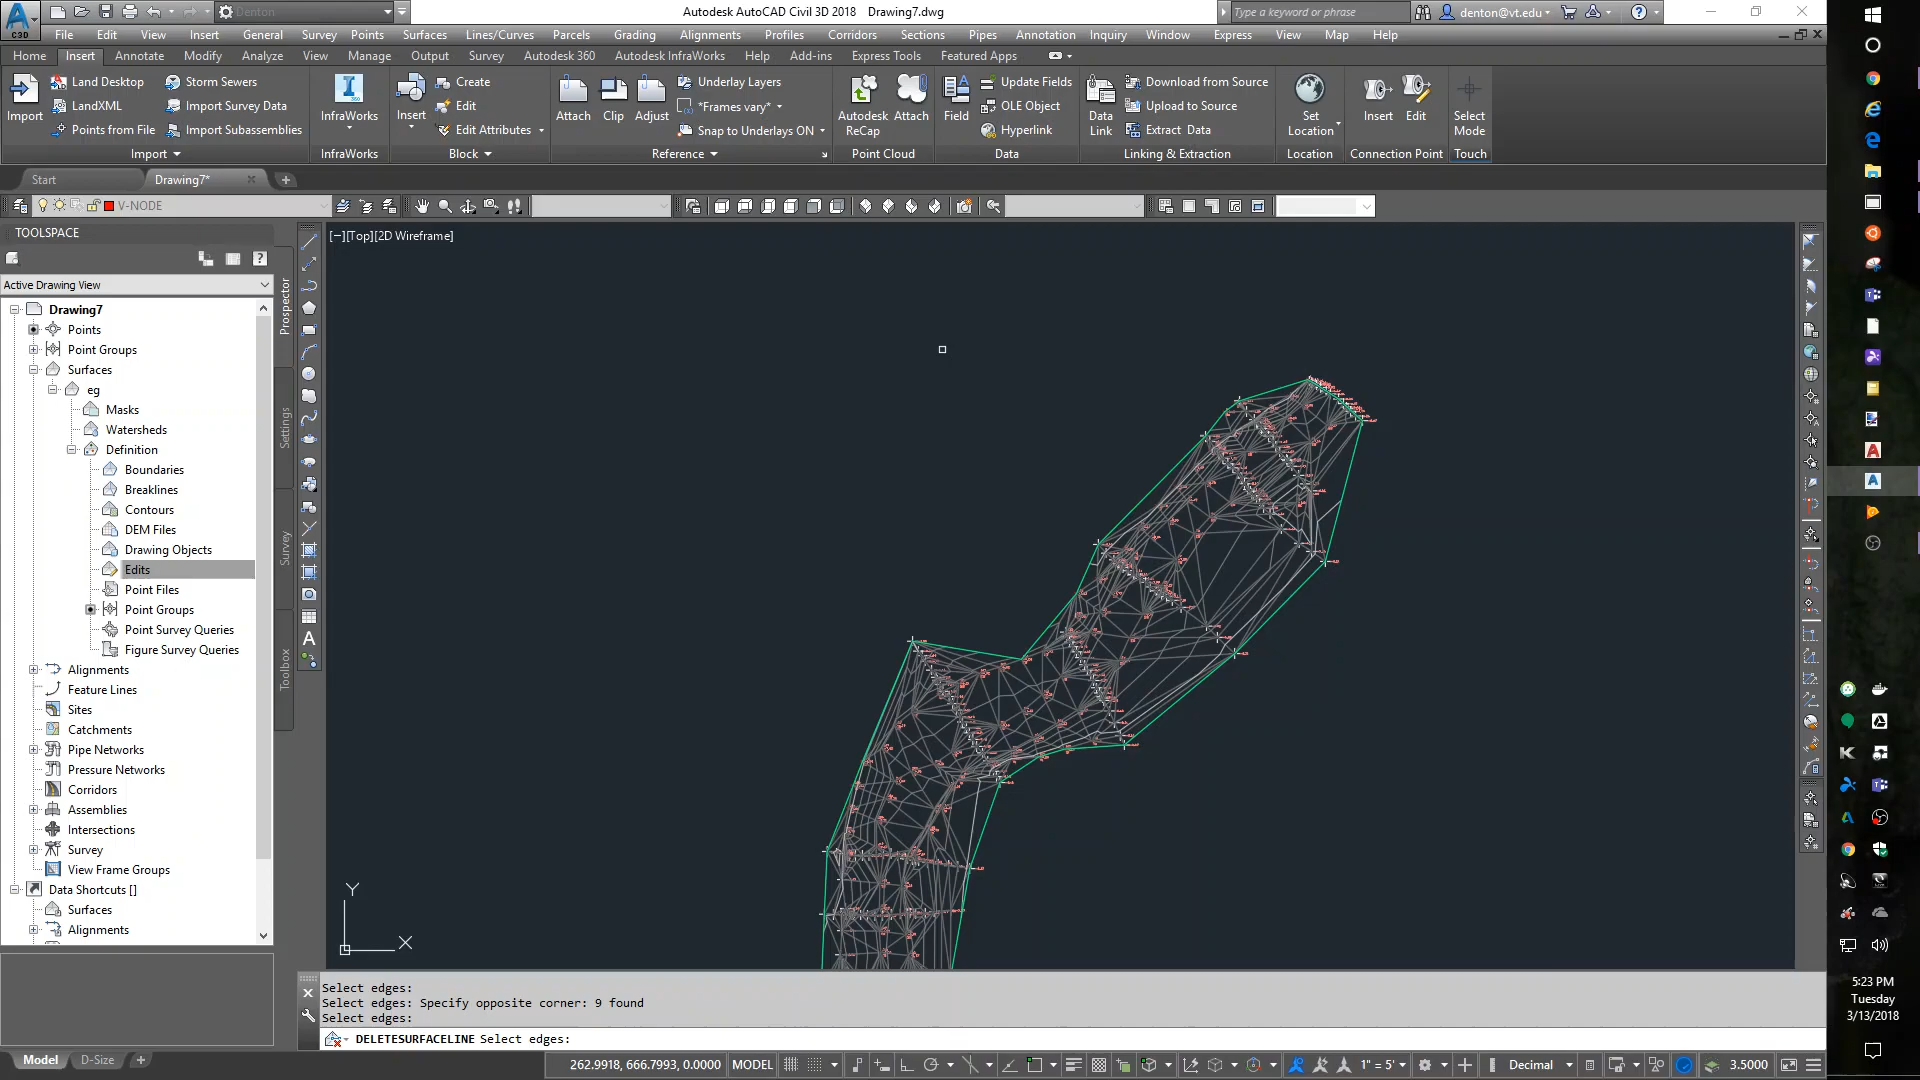 Denton
Autodesk AutoCAD Civil 3D 2018 Drawing7.dwg
Type a keyword or phrase
denton@vt.edu
C3D
File Edit View Insert General Survey Points Surfaces Lines/Curves Parcels Grading Alignments Profiles Corridors Sections Pipes Annotation Inquiry Window Express View Map Help
Home Insert Annotate Modify Analyze View Manage Output Survey Autodesk 360 Autodesk InfraWorks Help Add-ins Express Tools Featured Apps
Import
Land Desktop
LandXML
Points from File
Storm Sewers
Import Survey Data
Import Subassemblies
Import
InfraWorks
InfraWorks
Insert
Create
Edit
Edit Attributes
Block
Attach
Clip
Adjust
Underlay Layers
*Frames vary*
Snap to Underlays ON
Reference
Autodesk ReCap
Attach
Point Cloud
Field
Update Fields
OLE Object
Hyperlink
Data
Data Link
Download from Source
Upload to Source
Extract Data
Linking & Extraction
Set Location
Location
Insert
Edit
Connection Point
Select Mode
Touch
Start
Drawing7*
V-NODE
TOOLSPACE
[−][Top][2D Wireframe]
Active Drawing View
Prospector
Settings
Survey
Toolbox
Drawing7
Points
Point Groups
Surfaces
eg
Masks
Watersheds
Definition
Boundaries
Breaklines
Contours
DEM Files
Drawing Objects
Edits
Point Files
Point Groups
Point Survey Queries
Figure Survey Queries
Alignments
Feature Lines
Sites
Catchments
Pipe Networks
Pressure Networks
Corridors
Assemblies
Intersections
Survey
View Frame Groups
Data Shortcuts []
Surfaces
Alignments
Y
X
Select edges:
Select edges: Specify opposite corner: 9 found
Select edges:
DELETESURFACELINE Select edges:
Model D-Size
262.9918, 666.7993, 0.0000 MODEL
1" = 5'
Decimal
3.5000
5:23 PM
Tuesday
3/13/2018